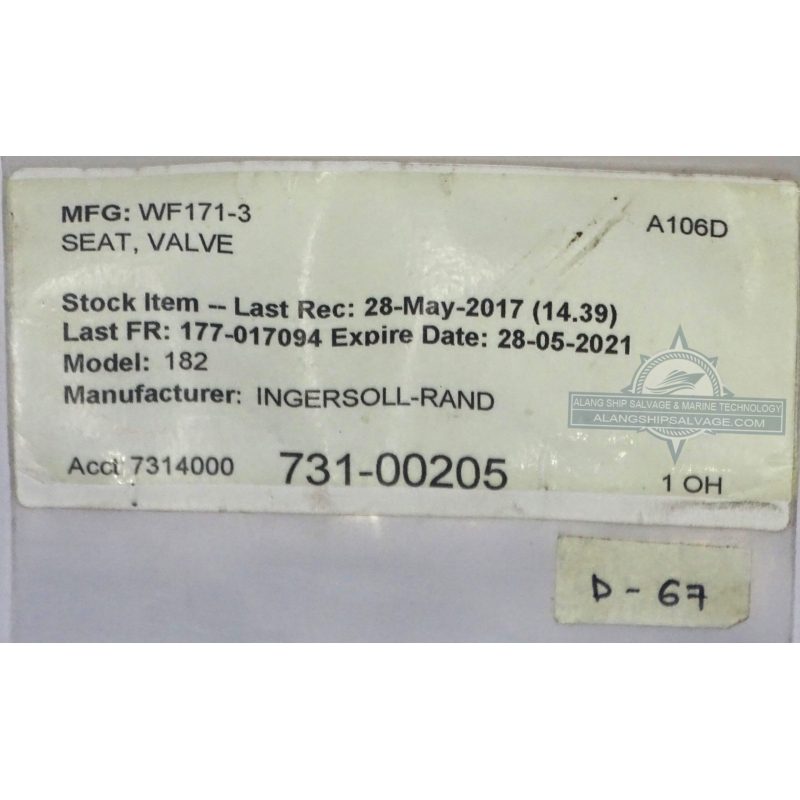 MFG: WF171-3
A106D
SEAT, VALVE
Stock Item -- Last Rec: 28-May-2017 (14.39)
Last FR: 177-017094 Expire Date: 28-05-2021
Model: 182
Manufacturer: INGERSOLL-RAND
ALANG SHIP SALVAGE & MARINE TECHNOLOGY
ALANGSHIPSALVAGE.COM
Acct 7314000 731-00205 1 OH
D - 67